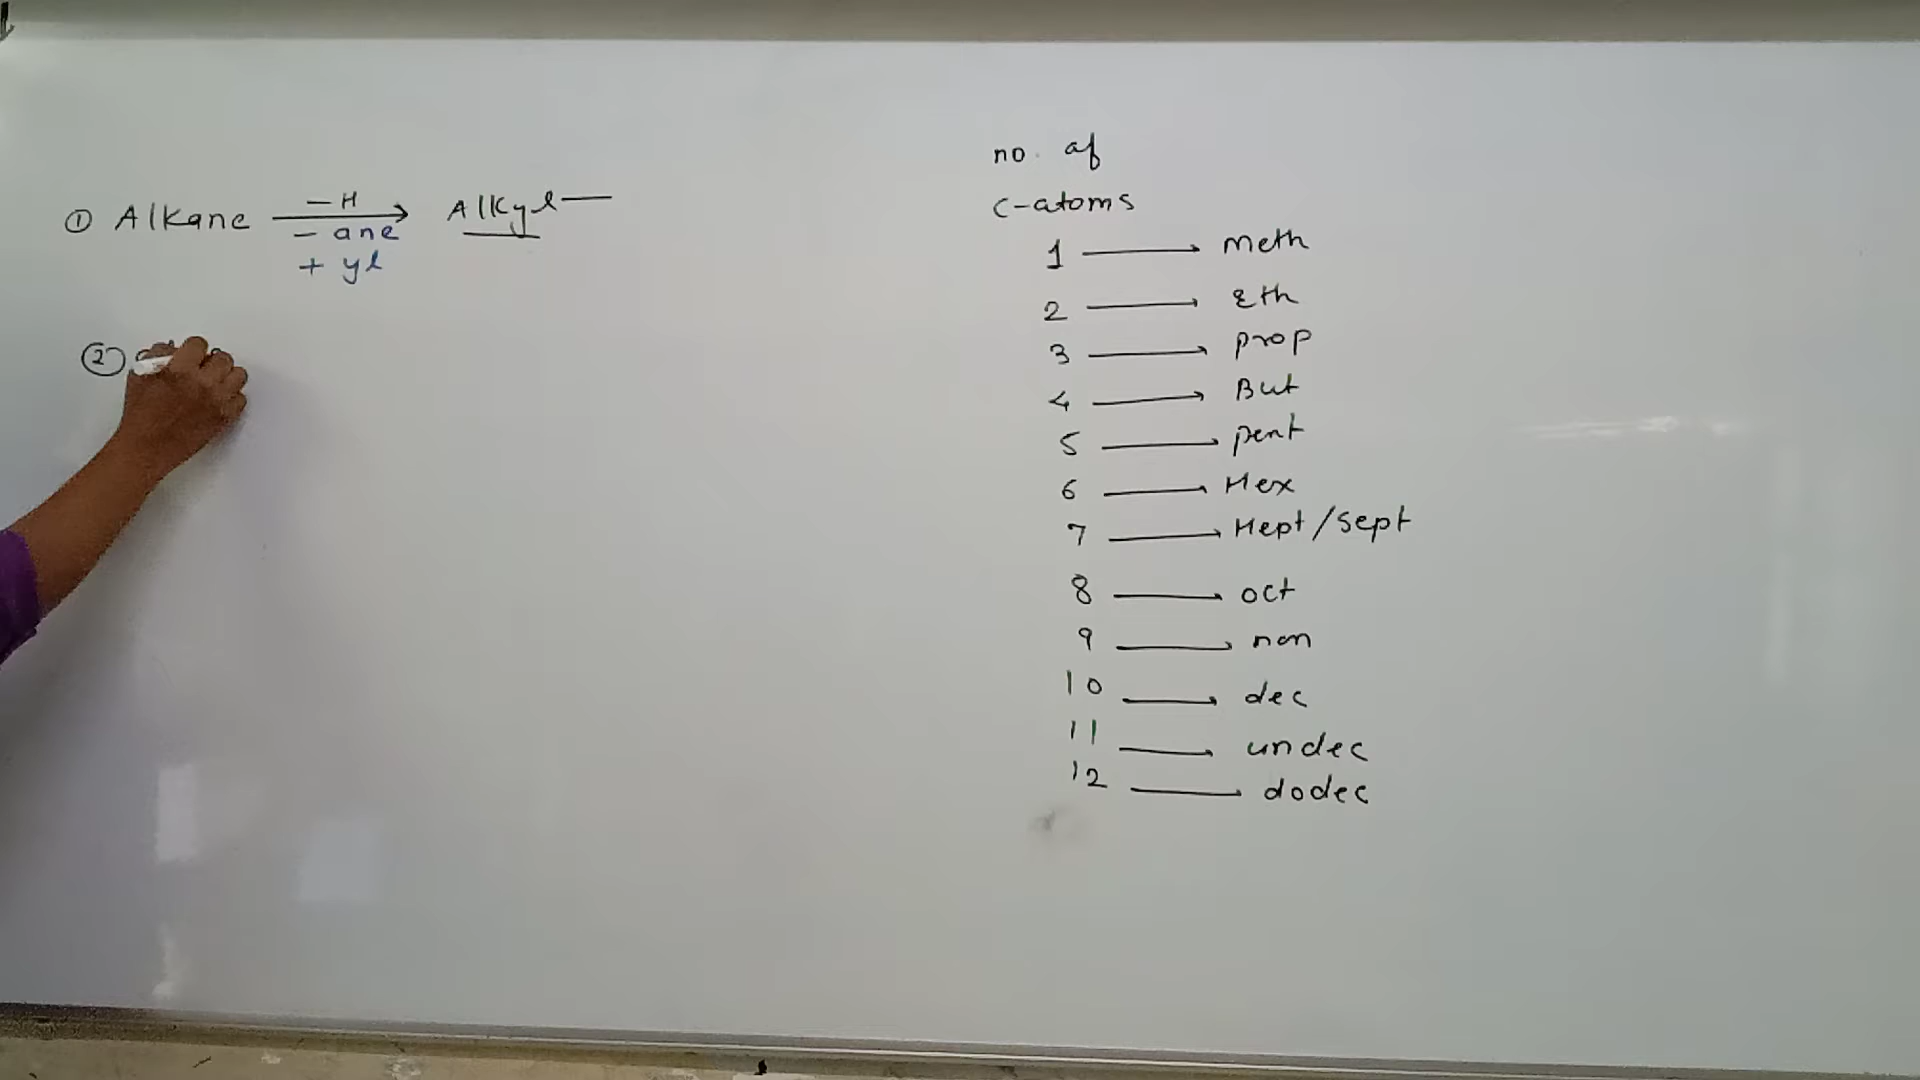 ① Alkane —H→ Alkyl—
— ane
+ yl
②
no. of
C-atoms
1 → meth
2 → Eth
3 → prop
4 → But
5 → pent
6 → Hex
7 → Hept/Sept
8 → oct
9 → non
10 → dec
11 → undec
12 → dodec